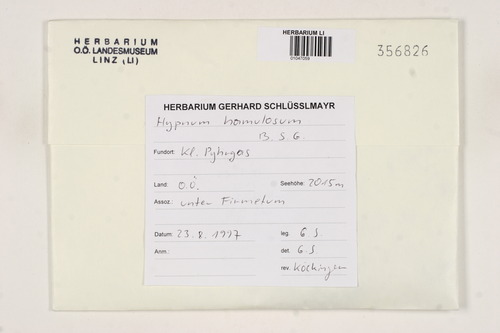 HERBARIUM
O.Ö. LANDESMUSEUM
LINZ (LI)
HERBARIUM LI
356826
HERBARIUM GERHARD SCHLÜSSLMAYR
Hypnum hamulosum
B. S. G.
Fundort: Kl. Pyhrgas
Land: O.Ö. Seehöhe: 2015m
Assoz.: unter Firmetum
Datum: 23.8.1997 leg. G. S.
Anm.: det. G. S.
rev. Köckinger